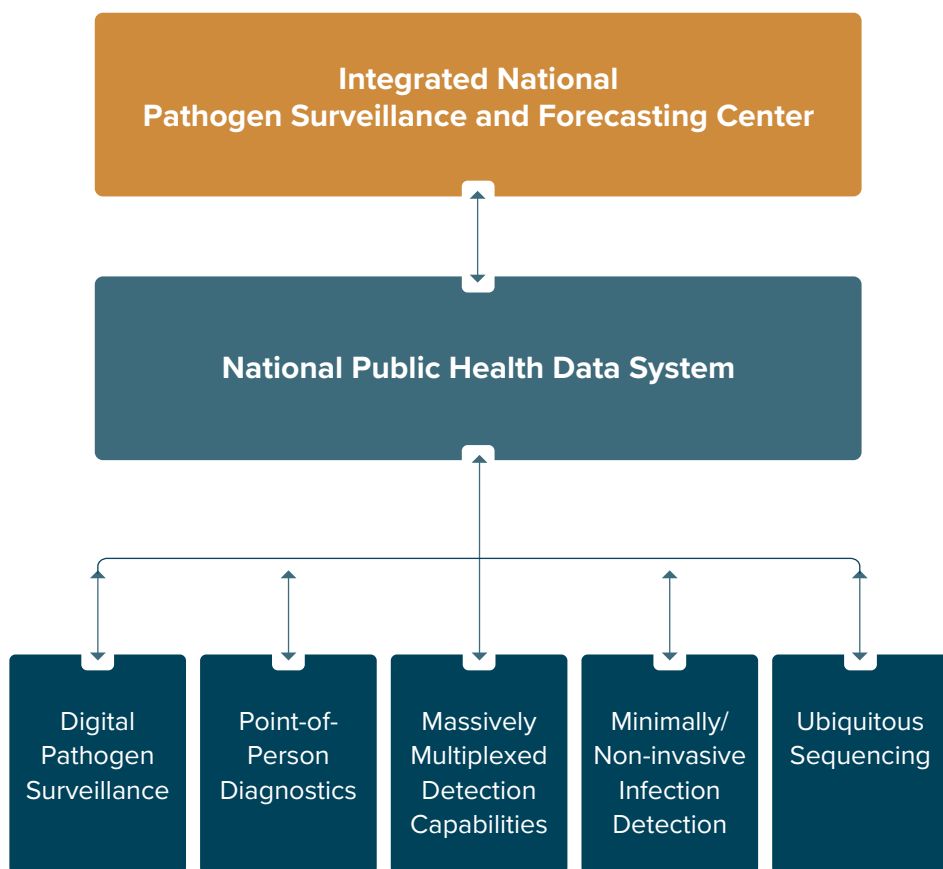 Integrated National
Pathogen Surveillance and Forecasting Center
National Public Health Data System
Digital
Pathogen
Surveillance
Point-of-
Person
Diagnostics
Massively
Multiplexed
Detection
Capabilities
Minimally/
Non-invasive
Infection
Detection
Ubiquitous
Sequencing